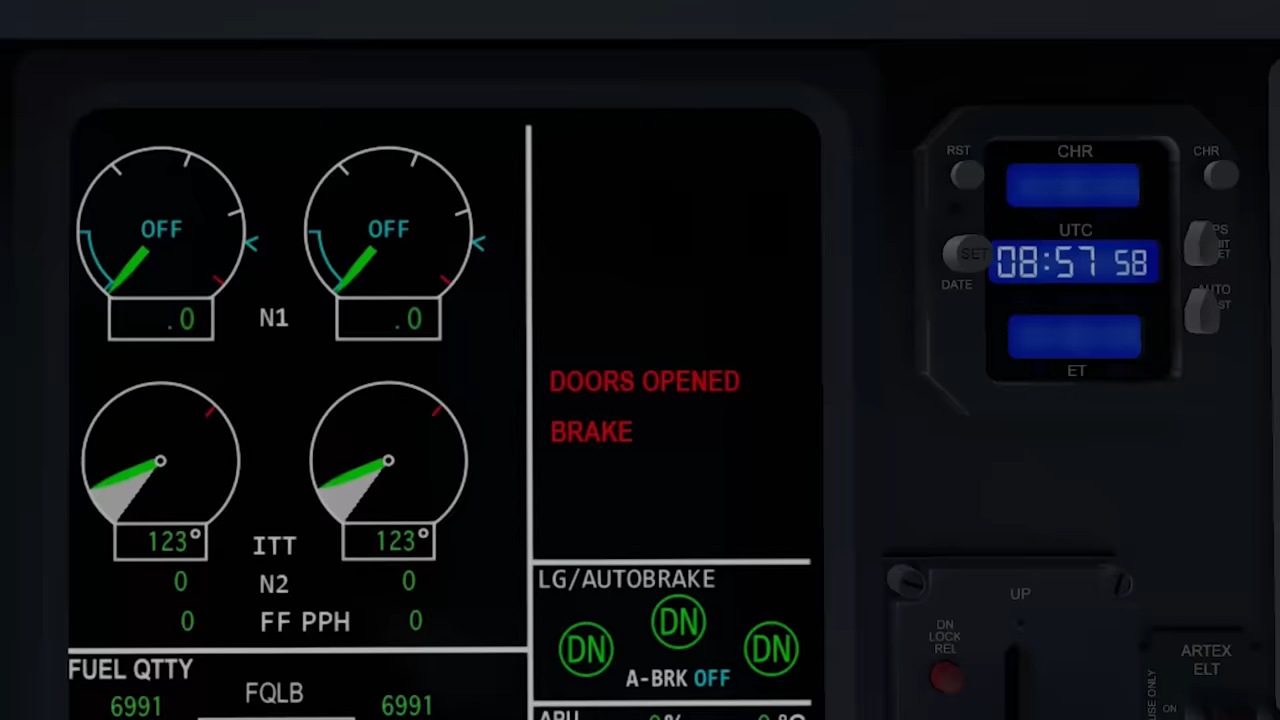 OFF OFF
.0 N1 .0
DOORS OPENED
BRAKE
123° ITT 123°
0 N2 0
0 FF PPH 0
FUEL QTTY
6991 FQLB 6991
LG/AUTOBRAKE
DN DN DN
A-BRK OFF
RST CHR CHR
UTC
SET 08:57 58
DATE
ET
UP
DN
LOCK
REL
ARTEX
ELT
ON